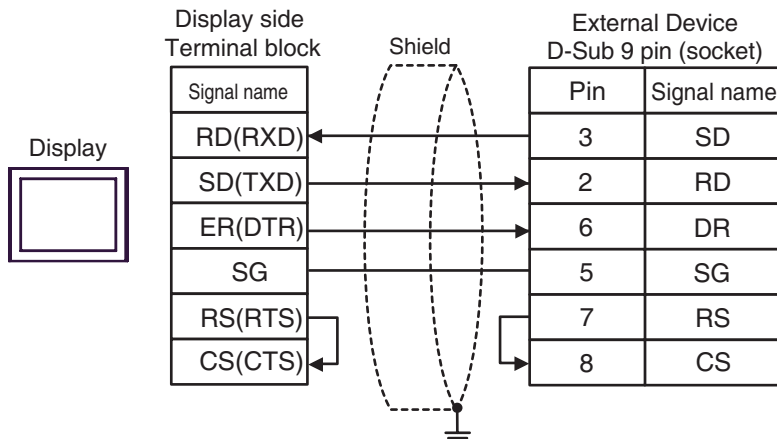 Display side
Terminal block
Shield
External Device
D-Sub 9 pin (socket)
Signal name
Pin Signal name
Display
RD(RXD) 3 SD
SD(TXD) 2 RD
ER(DTR) 6 DR
SG 5 SG
RS(RTS) 7 RS
CS(CTS) 8 CS